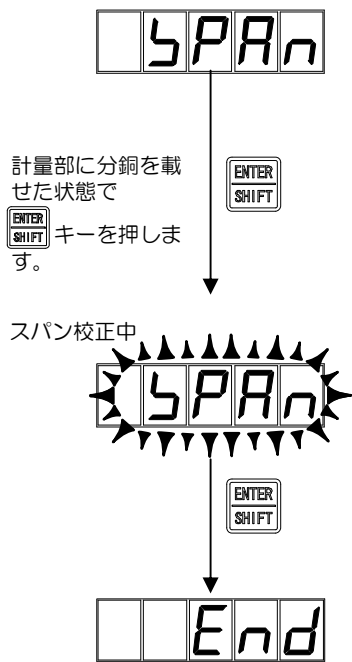 SPAn
計量部に分銅を載
せた状態で
ENTER
SHIFT キーを押しま
す。
ENTER
SHIFT
スパン校正中
SPAn
ENTER
SHIFT
End